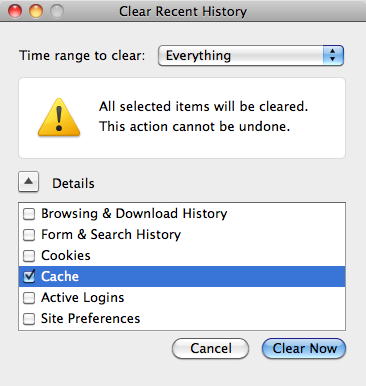 Clear Recent History
Time range to clear: Everything
All selected items will be cleared.
This action cannot be undone.
Details
Browsing & Download History
Form & Search History
Cookies
Cache
Active Logins
Site Preferences
Cancel Clear Now